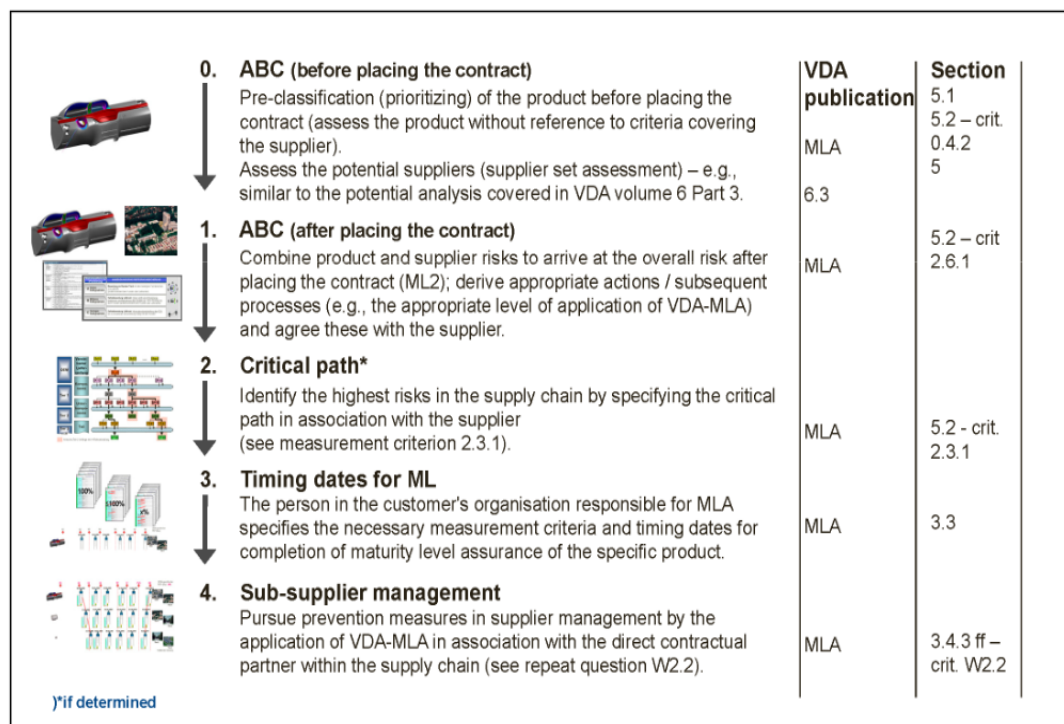 0. ABC (before placing the contract)
Pre-classification (prioritizing) of the product before placing the
contract (assess the product without reference to criteria covering
the supplier).
Assess the potential suppliers (supplier set assessment) – e.g.,
similar to the potential analysis covered in VDA volume 6 Part 3.
VDA
publication
MLA
6.3
Section
5.1
5.2 – crit.
0.4.2
5
1. ABC (after placing the contract)
Combine product and supplier risks to arrive at the overall risk after
placing the contract (ML2); derive appropriate actions / subsequent
processes (e.g., the appropriate level of application of VDA-MLA)
and agree these with the supplier.
MLA
5.2 – crit
2.6.1
2. Critical path*
Identify the highest risks in the supply chain by specifying the critical
path in association with the supplier
(see measurement criterion 2.3.1).
MLA
5.2 - crit.
2.3.1
3. Timing dates for ML
The person in the customer's organisation responsible for MLA
specifies the necessary measurement criteria and timing dates for
completion of maturity level assurance of the specific product.
MLA
3.3
100%
100%
x%
4. Sub-supplier management
Pursue prevention measures in supplier management by the
application of VDA-MLA in association with the direct contractual
partner within the supply chain (see repeat question W2.2).
MLA
3.4.3 ff –
crit. W2.2
)*if determined